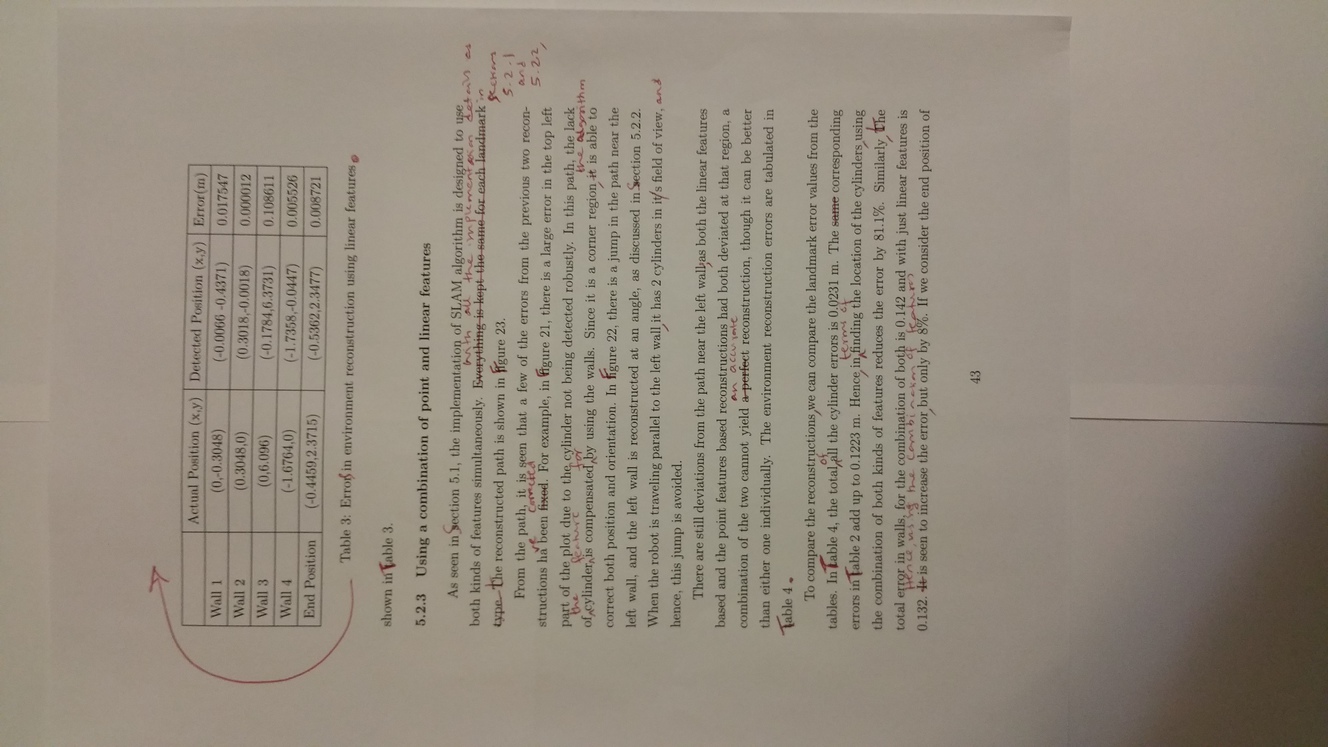 Actual Position (x,y) Detected Position (x,y) Error(m)
Wall 1 (0,-0.3048) (-0.0066 -0.4371) 0.017547
Wall 2 (0.3048,0) (0.3018,-0.0018) 0.000012
Wall 3 (0,6.096) (-0.1784,6.3731) 0.108611
Wall 4 (-1.6764,0) (-1.7358,-0.0447) 0.005526
End Position (-0.4459,2.3715) (-0.5362,2.3477) 0.008721
Table 3: Error in environment reconstruction using linear features.
shown in Table 3.
5.2.3 Using a combination of point and linear features
As seen in Section 5.1, the implementation of SLAM algorithm is designed to use
with all the implementation details as
both kinds of features simultaneously. Everything is kept the same for each landmark in
sections
5.2.1
and
5.2.2,
type The reconstructed path is shown in Figure 23.
From the path, it is seen that a few of the errors from the previous two recon-
ve corrected
structions ha been fixed. For example, in Figure 21, there is a large error in the top left
part of the plot due to the cylinder not being detected robustly. In this path, the lack
the feature for the algorithm
of cylinder, is compensated by using the walls. Since it is a corner region, it is able to
correct both position and orientation. In Figure 22, there is a jump in the path near the
left wall, and the left wall is reconstructed at an angle, as discussed in Section 5.2.2.
When the robot is traveling parallel to the left wall, it has 2 cylinders in it/s field of view, and
hence, this jump is avoided.
There are still deviations from the path near the left wall, as both the linear features
based and the point features based reconstructions had both deviated at that region, a
an accurate
combination of the two cannot yield a perfect reconstruction, though it can be better
than either one individually. The environment reconstruction errors are tabulated in
Table 4.
To compare the reconstructions, we can compare the landmark error values from the
of
tables. In Table 4, the total all the cylinder errors is 0.0231 m. The same corresponding
terms of
errors in Table 2 add up to 0.1223 m. Hence in finding the location of the cylinders, using
the combination of both kinds of features reduces the error by 81.1%. Similarly, The
total error in walls, for the combination of both is 0.142 and with just linear features is
Hence, using the combination of features
0.132. It is seen to increase the error, but only by 8%. If we consider the end position of
43